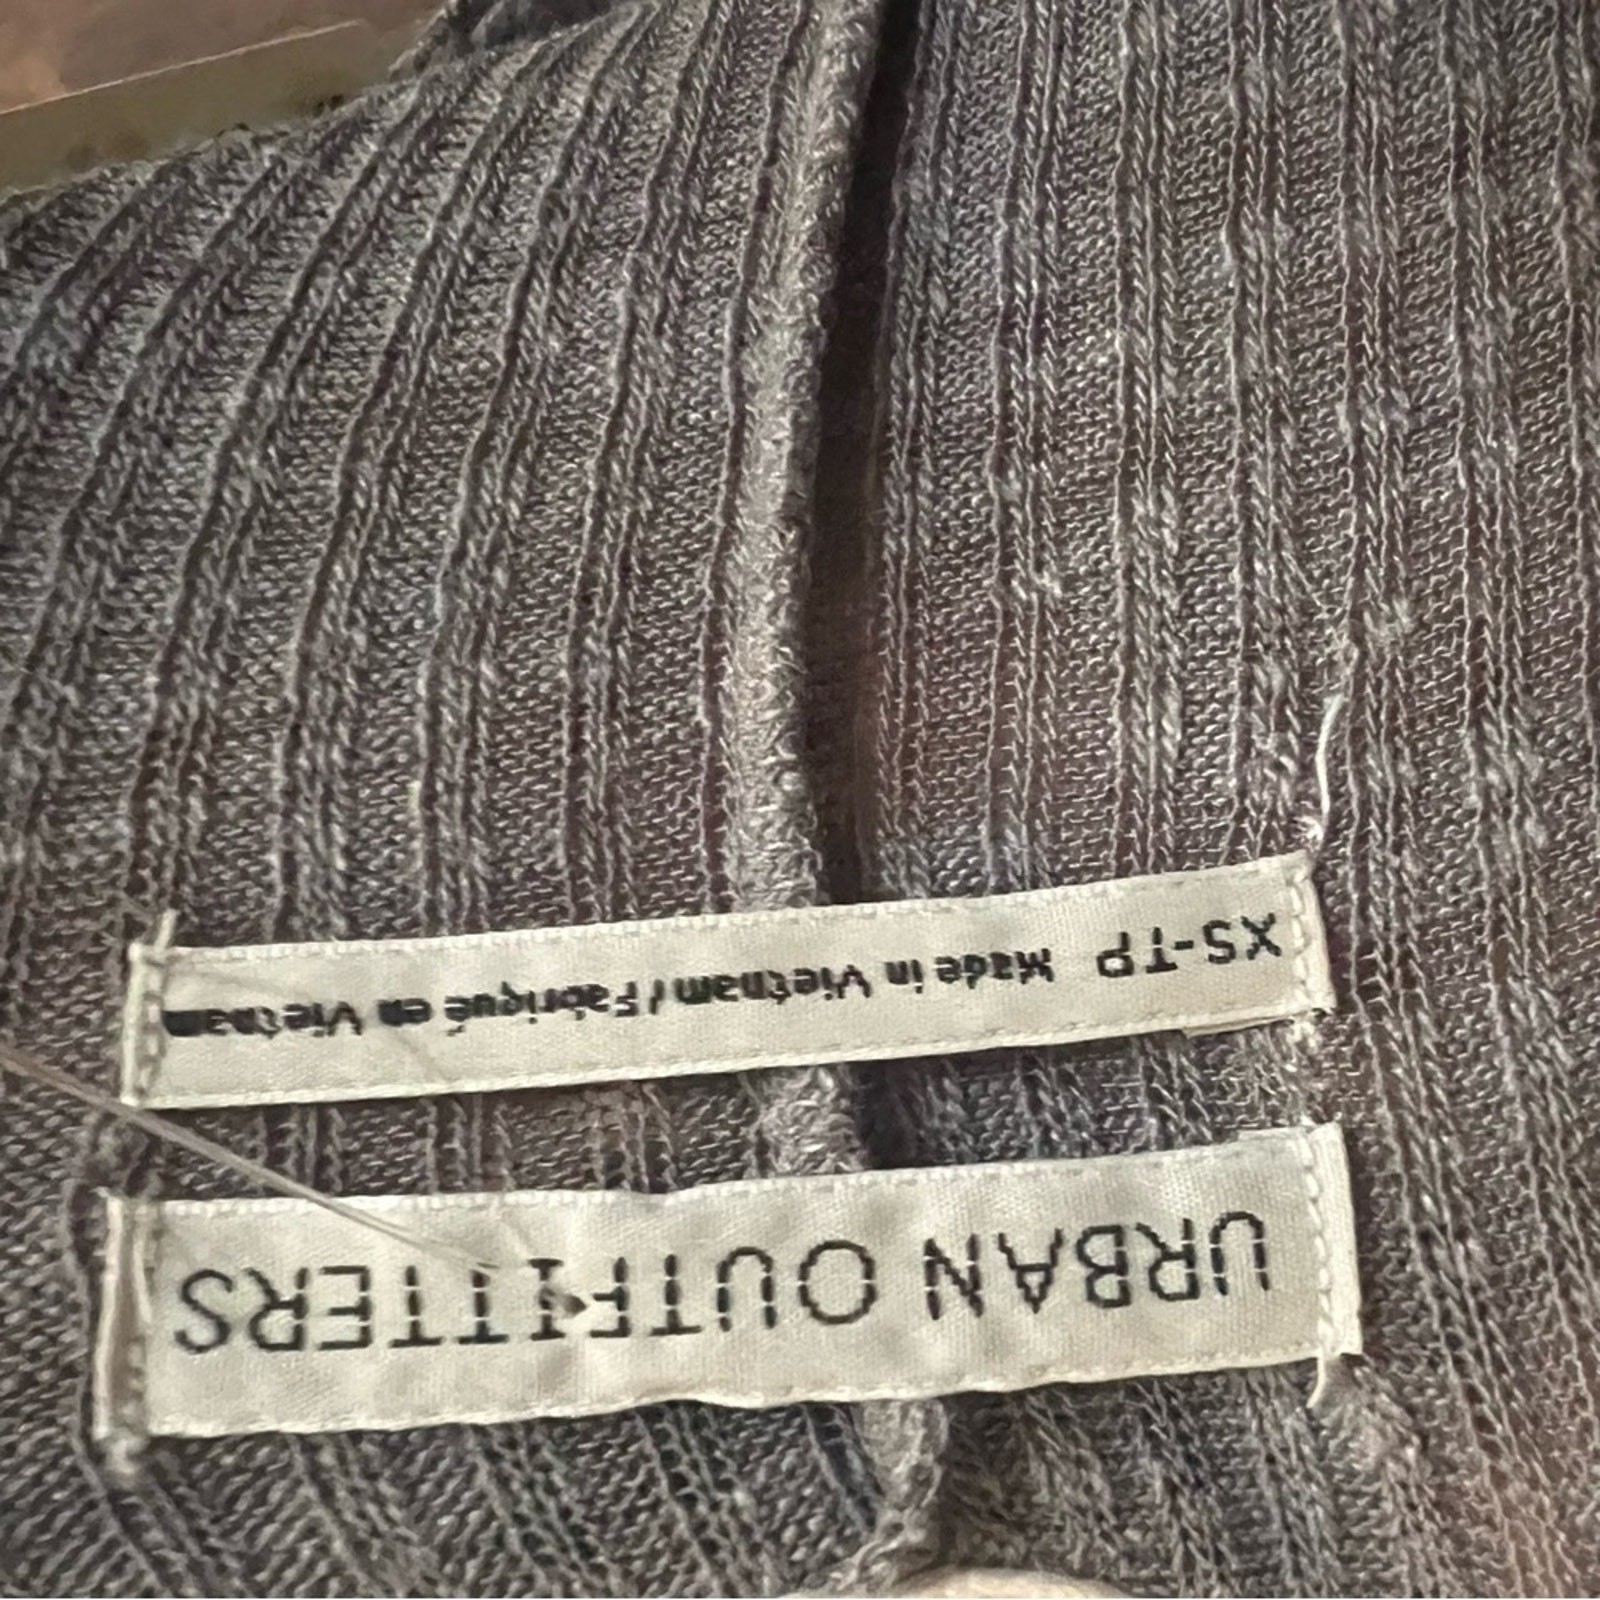 URBAN OUTFITTERS
XS-TP Made in Vietnam / Fabriqué en Vietnam